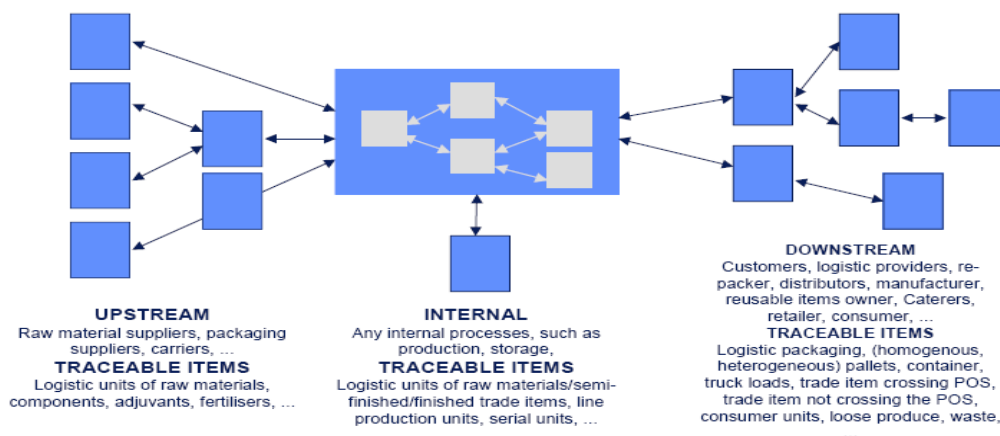 UPSTREAM
Raw material suppliers, packaging
suppliers, carriers, ...
TRACEABLE ITEMS
Logistic units of raw materials,
components, adjuvants, fertilisers, ...
INTERNAL
Any internal processes, such as
production, storage,
TRACEABLE ITEMS
Logistic units of raw materials/semi-
finished/finished trade items, line
production units, serial units, ...
DOWNSTREAM
Customers, logistic providers, re-
packer, distributors, manufacturer,
reusable items owner, Caterers,
retailer, consumer, ...
TRACEABLE ITEMS
Logistic packaging, (homogenous,
heterogeneous) pallets, container,
truck loads, trade item crossing POS,
trade item not crossing the POS,
consumer units, loose produce, waste,